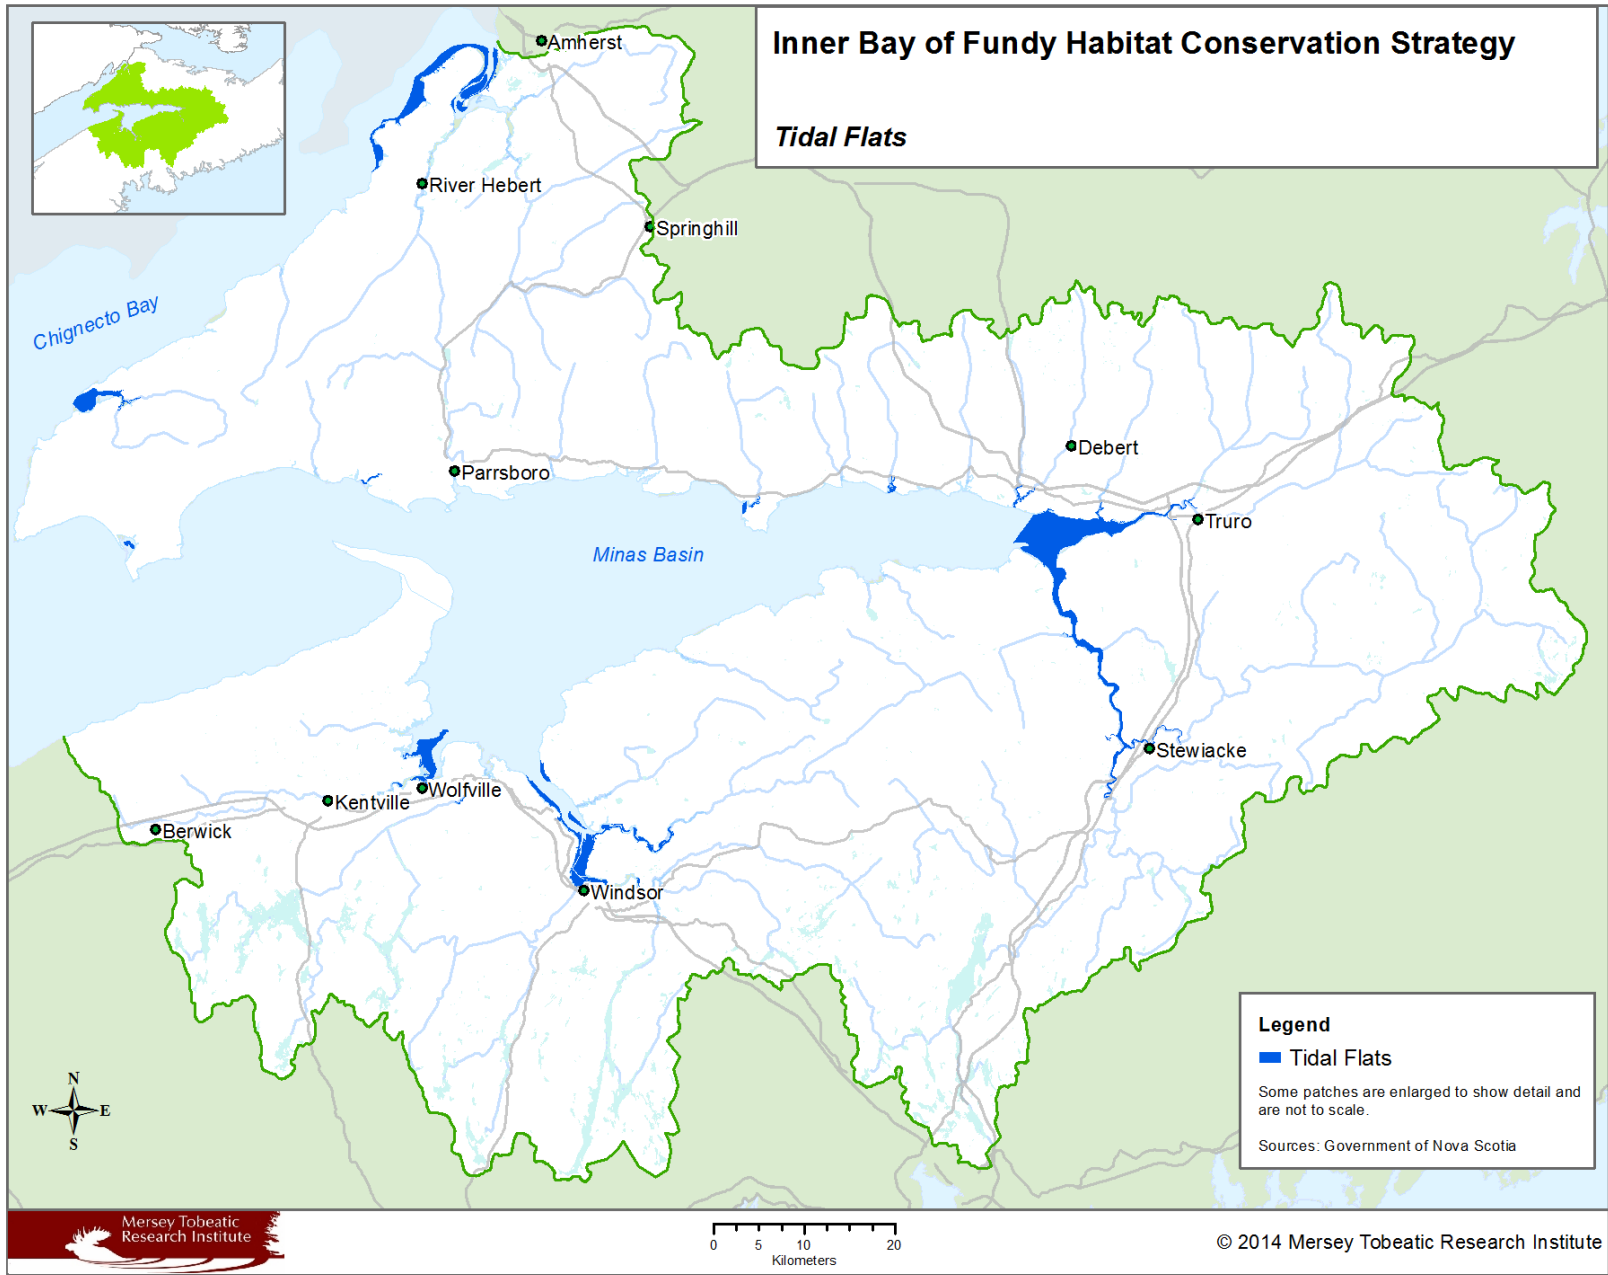 Inner Bay of Fundy Habitat Conservation Strategy
Tidal Flats
Amherst
River Hebert
Springhill
Chignecto Bay
Debert
Parrsboro
Truro
Minas Basin
Stewiacke
Wolfville
Kentville
Berwick
Windsor
Legend
Tidal Flats
Some patches are enlarged to show detail and
are not to scale.
Sources: Government of Nova Scotia
N
W E
S
Mersey Tobeatic
Research Institute
0 5 10 20
Kilometers
© 2014 Mersey Tobeatic Research Institute